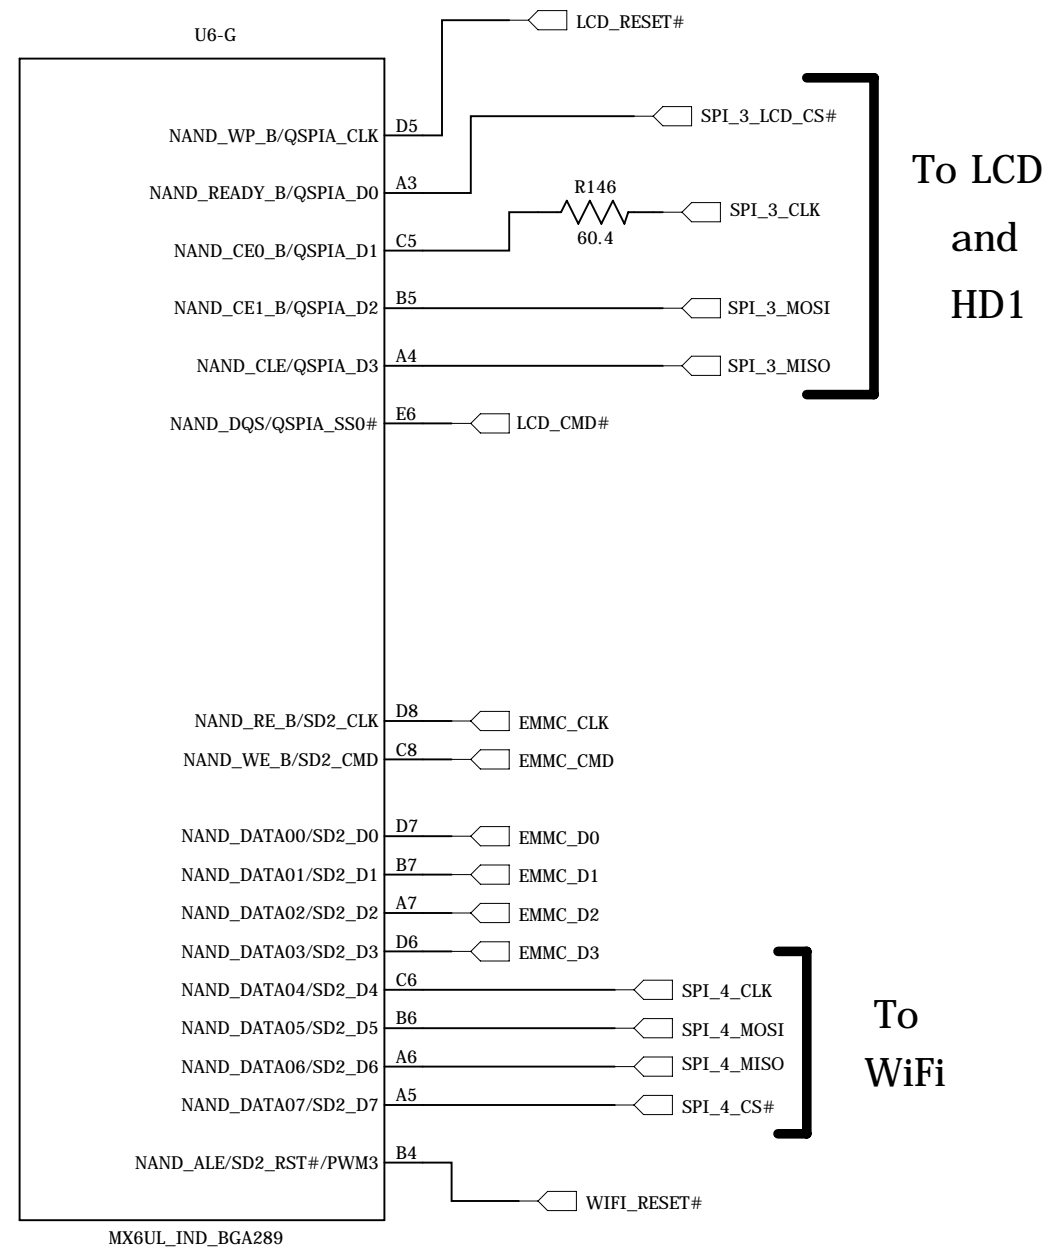 LCD_RESET#
U6-G
NAND_WP_B/QSPIA_CLK D5
SPI_3_LCD_CS#
NAND_READY_B/QSPIA_D0 A3
R146
SPI_3_CLK
60.4
NAND_CE0_B/QSPIA_D1 C5
NAND_CE1_B/QSPIA_D2 B5 SPI_3_MOSI
NAND_CLE/QSPIA_D3 A4 SPI_3_MISO
NAND_DQS/QSPIA_SS0# E6 LCD_CMD#
To LCD
and
HD1
NAND_RE_B/SD2_CLK D8 EMMC_CLK
NAND_WE_B/SD2_CMD C8 EMMC_CMD
NAND_DATA00/SD2_D0 D7 EMMC_D0
NAND_DATA01/SD2_D1 B7 EMMC_D1
NAND_DATA02/SD2_D2 A7 EMMC_D2
NAND_DATA03/SD2_D3 D6 EMMC_D3
NAND_DATA04/SD2_D4 C6 SPI_4_CLK
NAND_DATA05/SD2_D5 B6 SPI_4_MOSI
NAND_DATA06/SD2_D6 A6 SPI_4_MISO
NAND_DATA07/SD2_D7 A5 SPI_4_CS#
To
WiFi
NAND_ALE/SD2_RST#/PWM3 B4
WIFI_RESET#
MX6UL_IND_BGA289